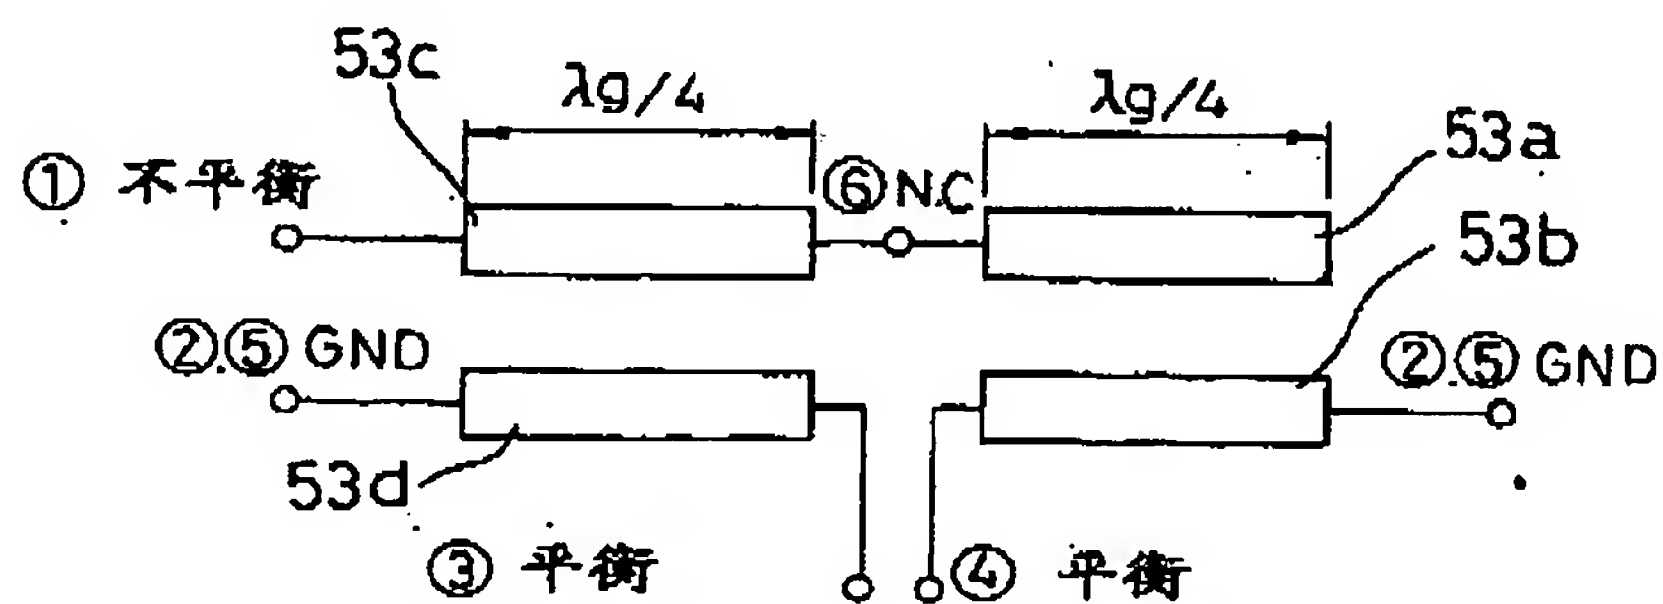 53c
λg/4
λg/4
53a
① 不平衡
⑥N.C
53b
②.⑤ GND
②.⑤ GND
53d
③ 平衡
④ 平衡